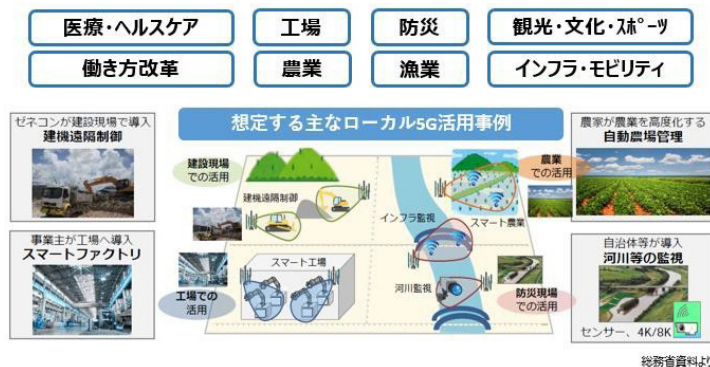 医療・ヘルスケア
工場
防災
観光・文化・スポーツ
働き方改革
農業
漁業
インフラ・モビリティ
想定する主なローカル5G活用事例
ゼネコンが建設現場で導入
建機遠隔制御
事業主が工場へ導入
スマートファクトリ
建設現場
での活用
建機遠隔制御
インフラ監視
農業
での活用
スマート農業
スマート工場
工場での
活用
河川監視
防災現場
での活用
農家が農業を高度化する
自動農場管理
自治体等が導入
河川等の監視
センサー、4K/8K
総務省資料より